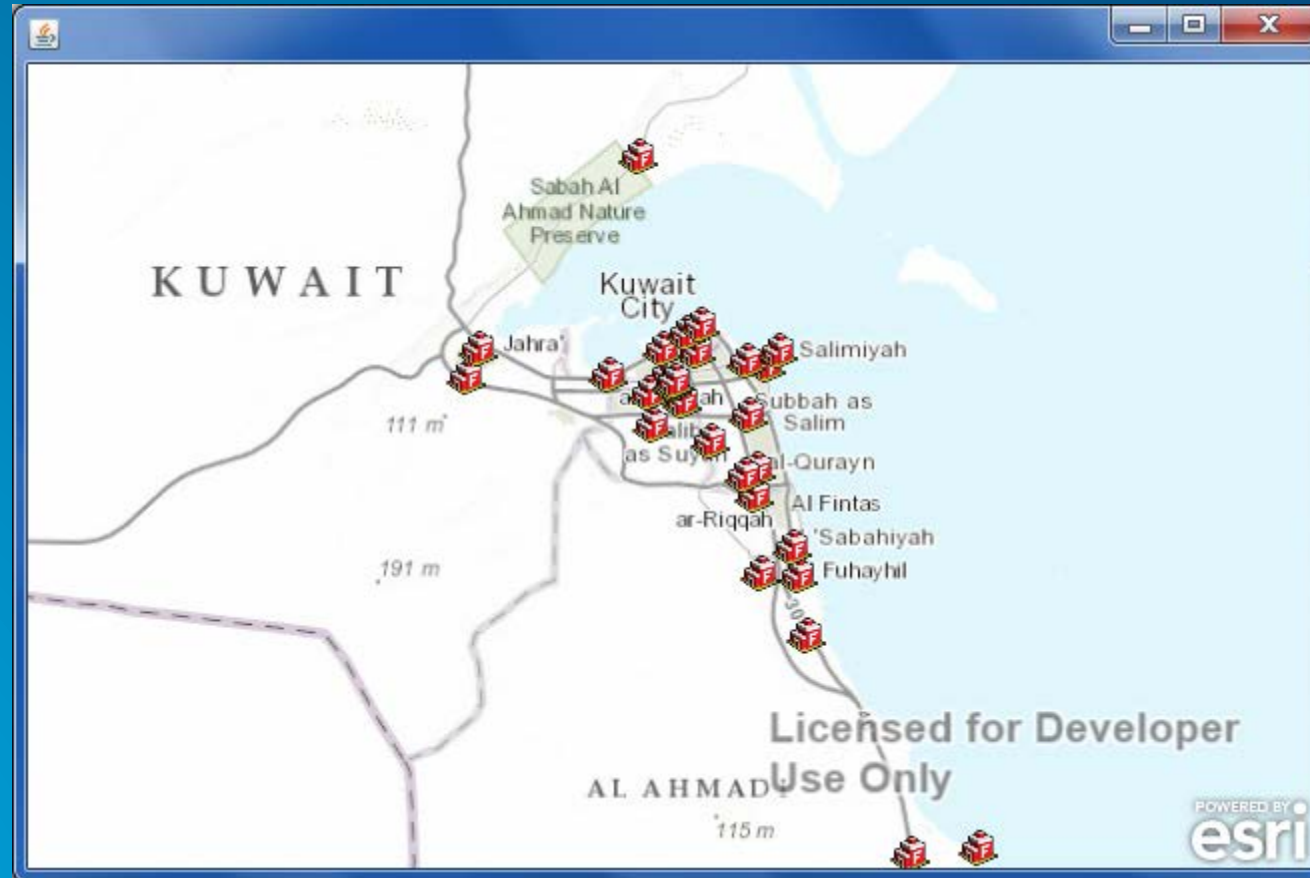 Sabah Al
Ahmad Nature
Preserve
KUWAIT
Kuwait
City
Jahra'
Salimiyah
111 m
Subbah as
Salim
as
al-Qurayn
Al Fintas
ar-Riqqah
'Sabahiyah
191 m
Fuhayhil
30
Licensed for Developer
Use Only
AL AHMADI
115 m
POWERED BY
esri